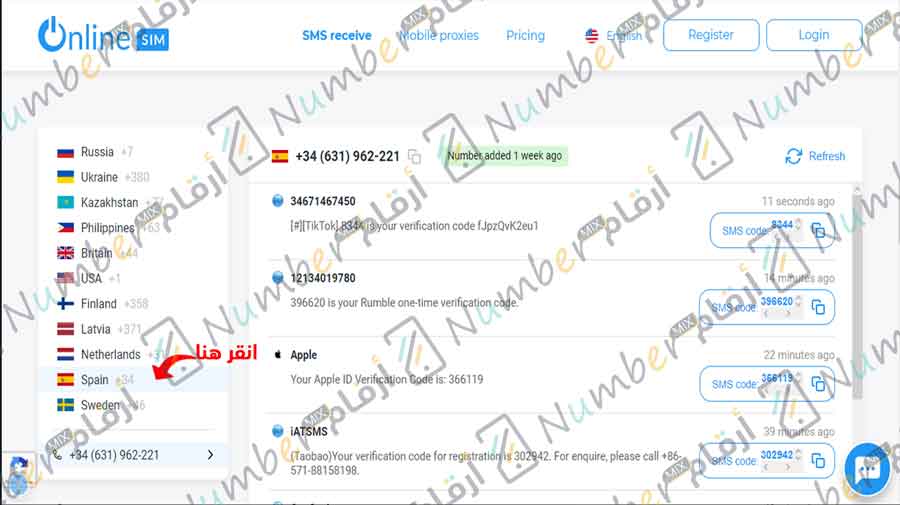 Online SIM
SMS receive
Mobile proxies
Pricing
English
Register
Login
Russia +7
Ukraine +380
Kazakhstan
Philippines +63
Britain +44
USA +1
Finland +358
Latvia +371
Netherlands
Spain +34
Sweden +46
+34 (631) 962-221
انقر هنا
+34 (631) 962-221
Number added 1 week ago
Refresh
34671467450
11 seconds ago
[#][TikTok] 8344 is your verification code fJpzQvK2eu1
SMS code: 8344
12134019780
14 minutes ago
396620 is your Rumble one-time verification code.
SMS code: 396620
Apple
22 minutes ago
Your Apple ID Verification Code is: 366119
SMS code: 366119
iATSMS
39 minutes ago
(Taobao)Your verification code for registration is 302942. For enquire, please call +86-
571-88158198.
SMS code: 302942
Number MIX أرقام